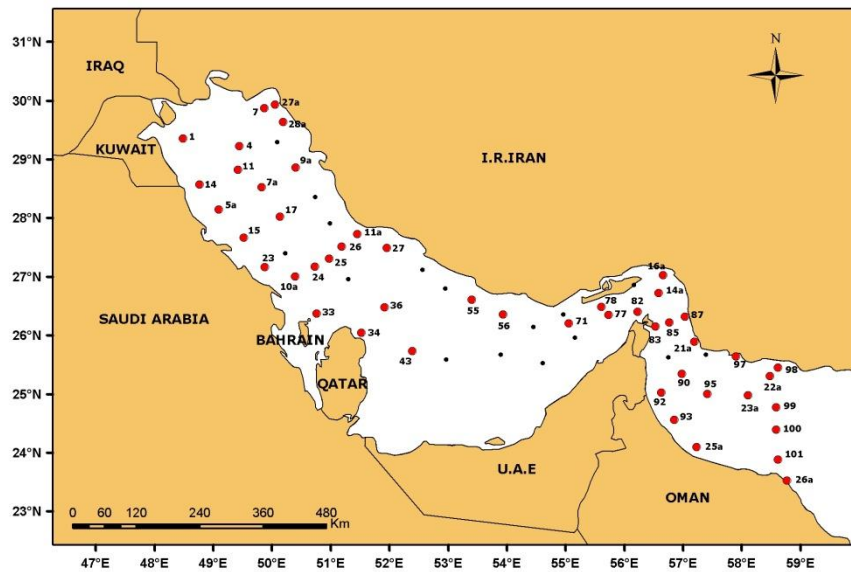 N
31°N
IRAQ
30°N
7
27a
28a
1
4
KUWAIT
29°N
I.R.IRAN
11
9a
14
7a
5a
17
28°N
15
11a
26
27
23
25
24
16a
27°N
10a
14a
78
82
SAUDI ARABIA
33
36
55
56
71
77
87
26°N
BAHRAIN
34
83
85
21a
43
97
98
QATAR
90
22a
25°N
92
95
23a
99
93
100
24°N
25a
101
U.A.E
26a
OMAN
23°N
0
60
120
240
360
480
Km
47°E
48°E
49°E
50°E
51°E
52°E
53°E
54°E
55°E
56°E
57°E
58°E
59°E